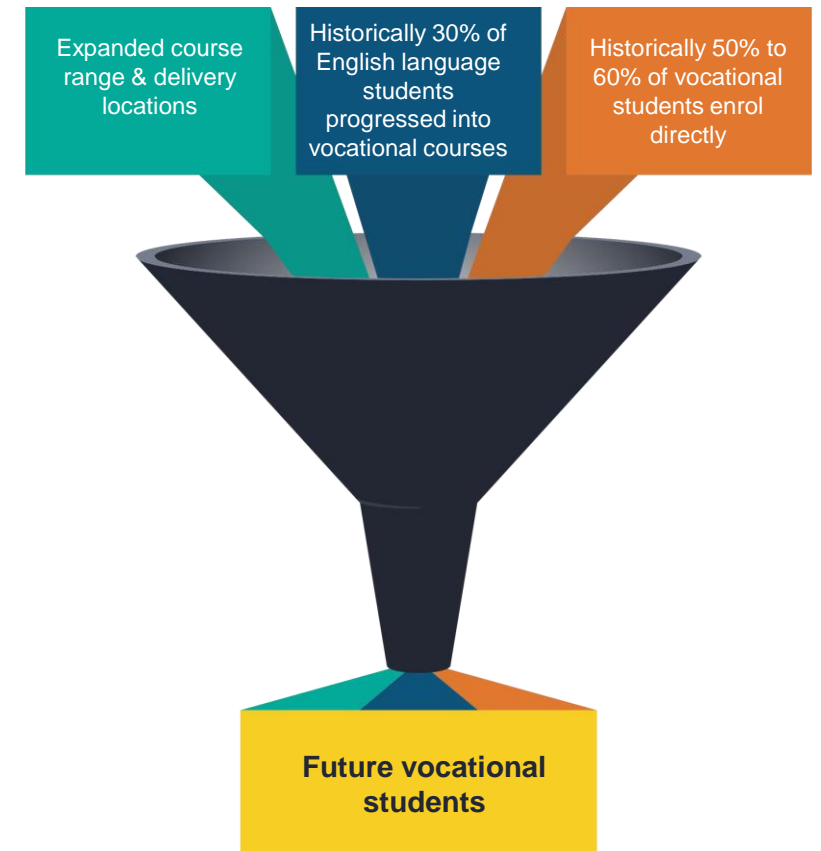 Expanded course
range & delivery
locations
Historically 30% of
English language
students
progressed into
vocational courses
Historically 50% to
60% of vocational
students enrol
directly
Future vocational
students